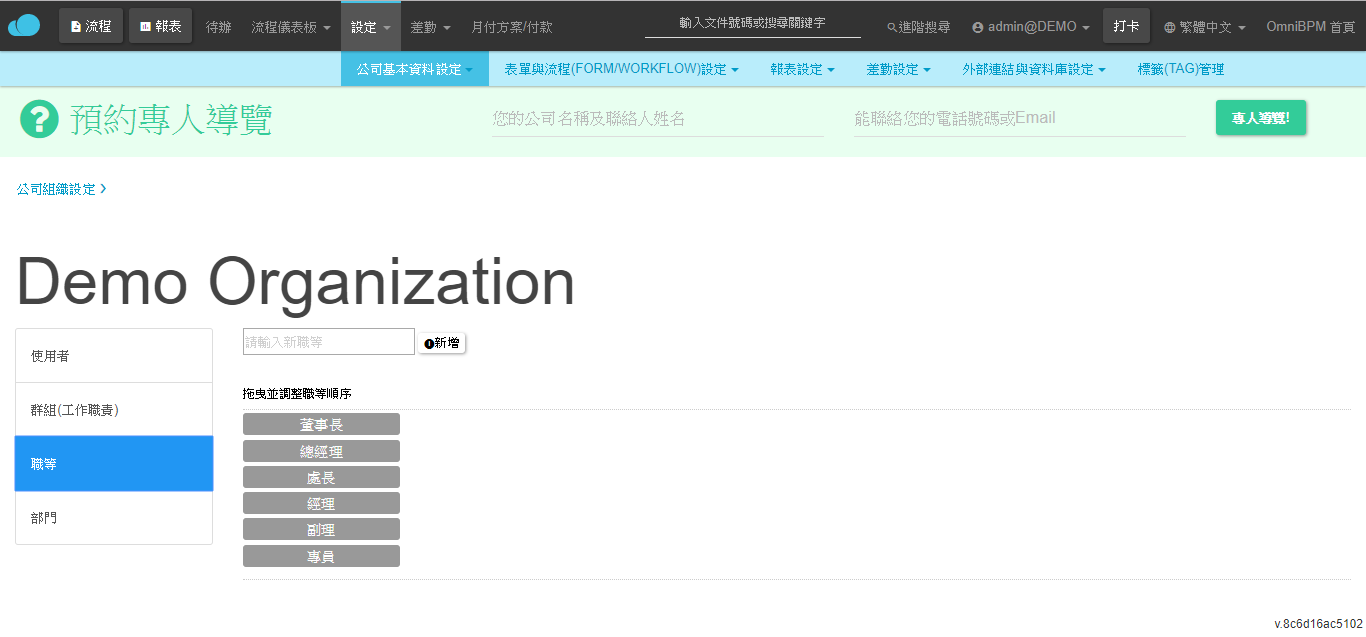 流程 報表 待辦 流程儀表板 設定 差勤 月付方案/付款 輸入文件號碼或搜尋關鍵字 進階搜尋 admin@DEMO 打卡 繁體中文 OmniBPM 首頁
公司基本資料設定 表單與流程(FORM/WORKFLOW)設定 報表設定 差勤設定 外部連結與資料庫設定 標籤(TAG)管理
? 預約專人導覽 您的公司名稱及聯絡人姓名 能聯絡您的電話號碼或Email 專人導覽!
公司組織設定 >
Demo Organization
使用者
群組(工作職責)
職等
部門
請輸入新職等 新增
拖曳並調整職等順序
董事長
總經理
處長
經理
副理
專員
v.8c6d16ac5102